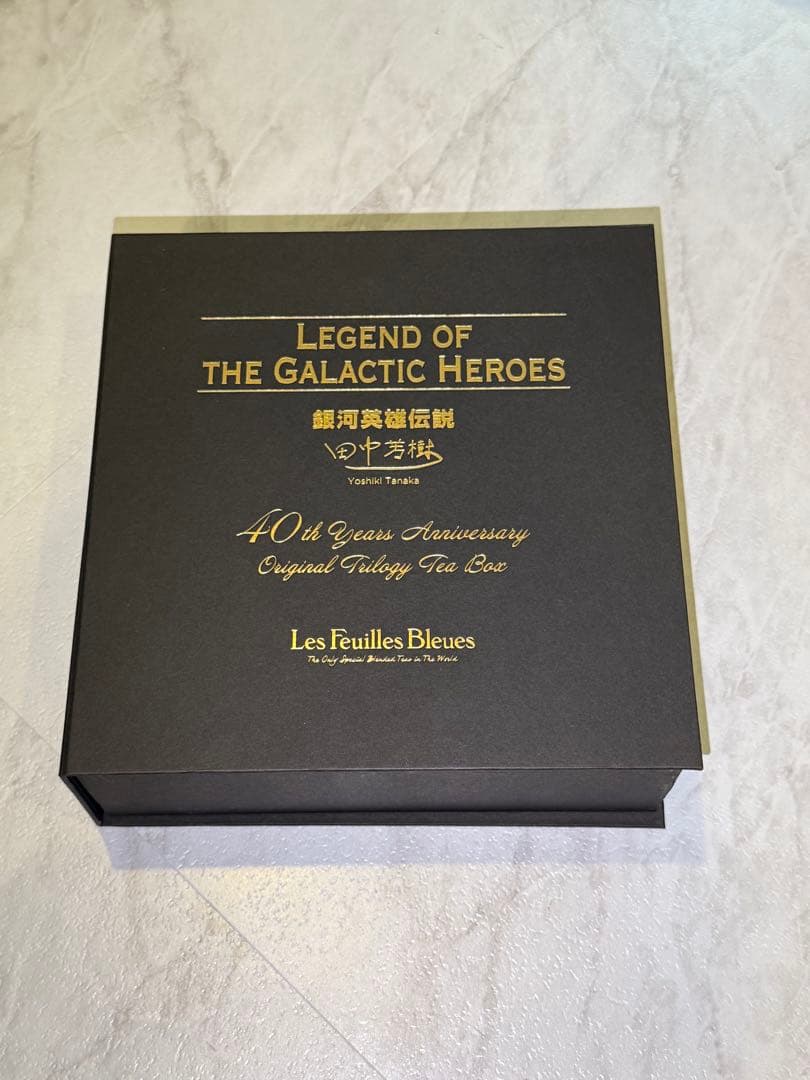 LEGEND OF
THE GALACTIC HEROES
銀河英雄伝説
田中芳樹
Yoshiki Tanaka
40th Years Anniversary
Original Trilogy Tea Box
Les Feuilles Bleues
The Only Special Blended Teas in The World